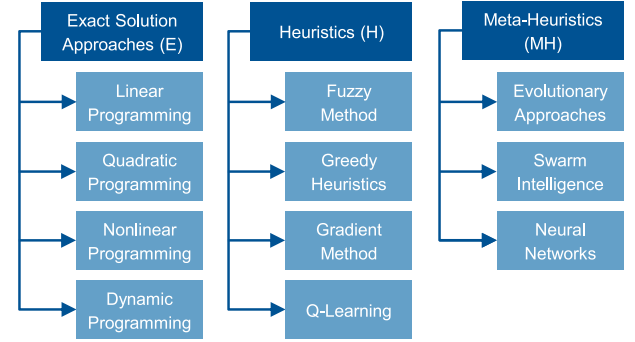 Exact Solution
Approaches (E)
Linear
Programming
Quadratic
Programming
Nonlinear
Programming
Dynamic
Programming
Heuristics (H)
Fuzzy
Method
Greedy
Heuristics
Gradient
Method
Q-Learning
Meta-Heuristics
(MH)
Evolutionary
Approaches
Swarm
Intelligence
Neural
Networks